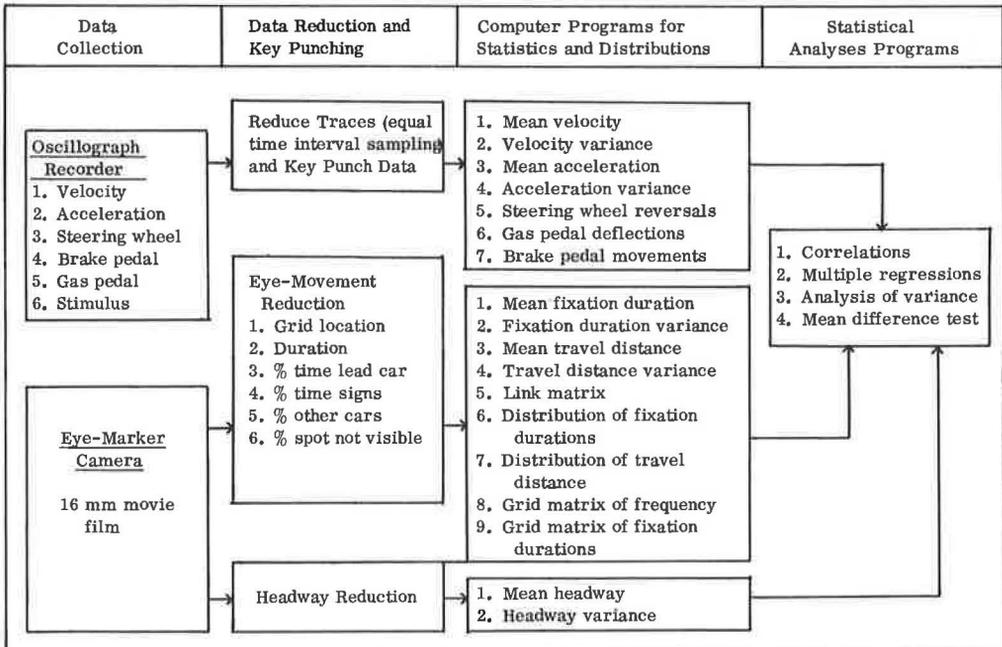 Data
Collection
Data Reduction and
Key Punching
Computer Programs for
Statistics and Distributions
Statistical
Analyses Programs
Oscillograph
Recorder
1. Velocity
2. Acceleration
3. Steering wheel
4. Brake pedal
5. Gas pedal
6. Stimulus
Eye-Marker
Camera
16 mm movie
film
Reduce Traces (equal
time interval sampling
and Key Punch Data
Eye-Movement
Reduction
1. Grid location
2. Duration
3. % time lead car
4. % time signs
5. % other cars
6. % spot not visible
Headway Reduction
1. Mean velocity
2. Velocity variance
3. Mean acceleration
4. Acceleration variance
5. Steering wheel reversals
6. Gas pedal deflections
7. Brake pedal movements
1. Mean fixation duration
2. Fixation duration variance
3. Mean travel distance
4. Travel distance variance
5. Link matrix
6. Distribution of fixation
durations
7. Distribution of travel
distance
8. Grid matrix of frequency
9. Grid matrix of fixation
durations
1. Mean headway
2. Headway variance
1. Correlations
2. Multiple regressions
3. Analysis of variance
4. Mean difference test